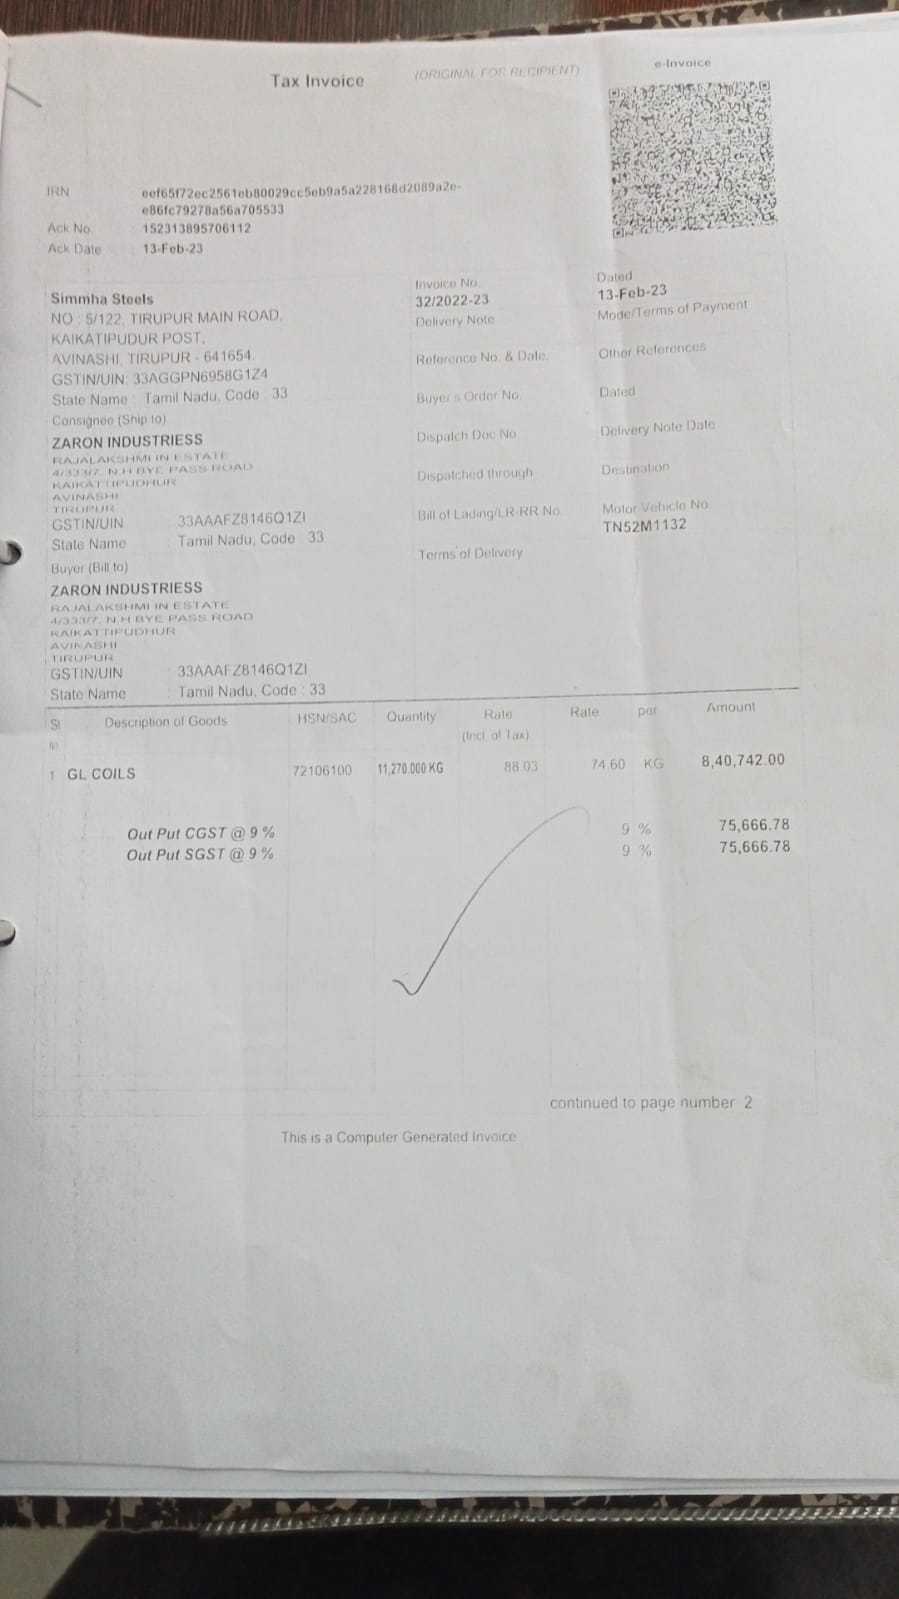 Tax Invoice
(ORIGINAL FOR RECIPIENT)
e-Invoice
IRN : eef65f72ec2561eb80029cc5eb9a5a228168d2089a2e-
e86fc79278a56a705533
Ack No. : 152313895706112
Ack Date : 13-Feb-23
Simmha Steels
NO : 5/122, TIRUPUR MAIN ROAD,
KAIKATIPUDUR POST,
AVINASHI, TIRUPUR - 641654.
GSTIN/UIN: 33AGGPN6958G1Z4
State Name : Tamil Nadu, Code : 33
Consignee (Ship to)
ZARON INDUSTRIESS
RAJALAKSHMI IN ESTATE
4/333/7, N.H BYE PASS ROAD
KAIKATTIPUDHUR
AVINASHI
TIRUPUR
GSTIN/UIN : 33AAAFZ8146Q1ZI
State Name : Tamil Nadu, Code : 33
Buyer (Bill to)
ZARON INDUSTRIESS
RAJALAKSHMI IN ESTATE
4/333/7, N.H BYE PASS ROAD
KAIKATTIPUDHUR
AVINASHI
TIRUPUR
GSTIN/UIN : 33AAAFZ8146Q1ZI
State Name : Tamil Nadu, Code : 33
Invoice No.
32/2022-23
Delivery Note
Reference No. & Date.
Buyer's Order No.
Dispatch Doc No.
Dispatched through
Bill of Lading/LR-RR No.
Terms of Delivery
Dated
13-Feb-23
Mode/Terms of Payment
Other References
Dated
Delivery Note Date
Destination
Motor Vehicle No.
TN52M1132
Sl Description of Goods HSN/SAC Quantity Rate Rate per Amount
No (Incl. of Tax)
1 GL COILS 72106100 11,270.000 KG 88.03 74.60 KG 8,40,742.00
Out Put CGST @ 9 % 9 % 75,666.78
Out Put SGST @ 9 % 9 % 75,666.78
continued to page number 2
This is a Computer Generated Invoice